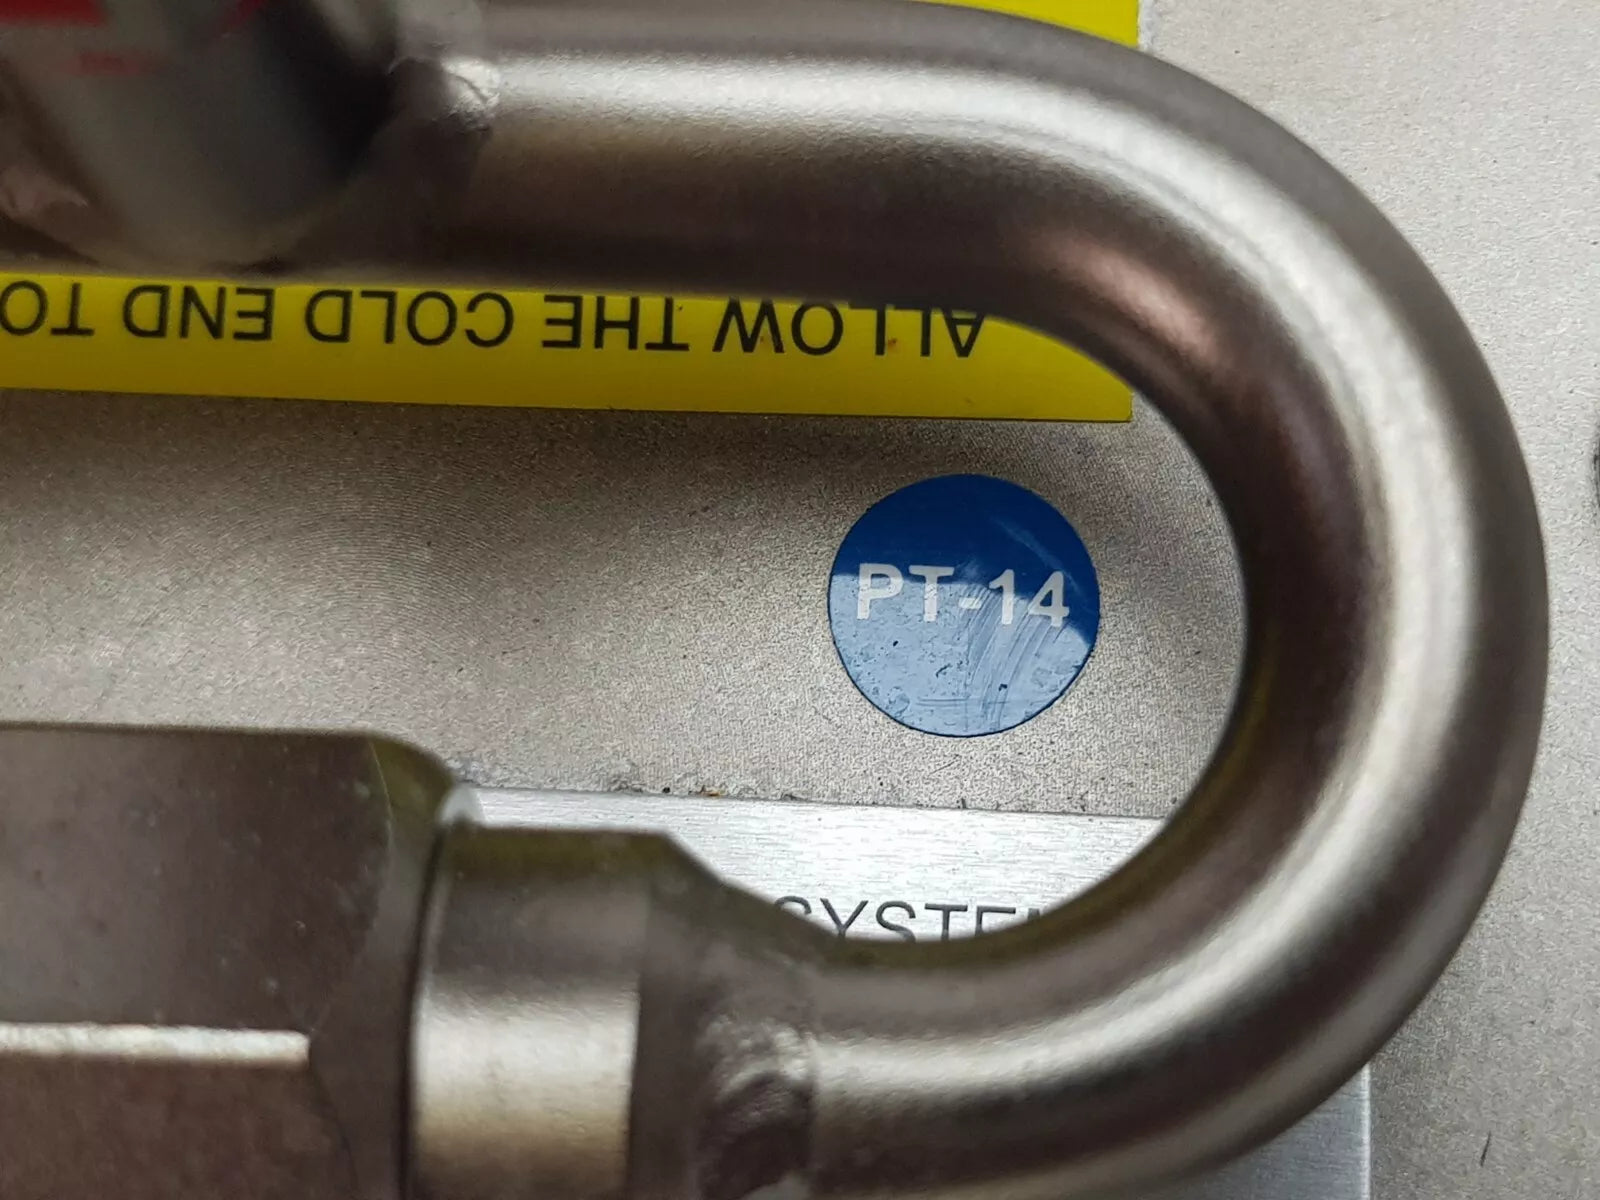 ALLOW THE COLD END TO
PT-14